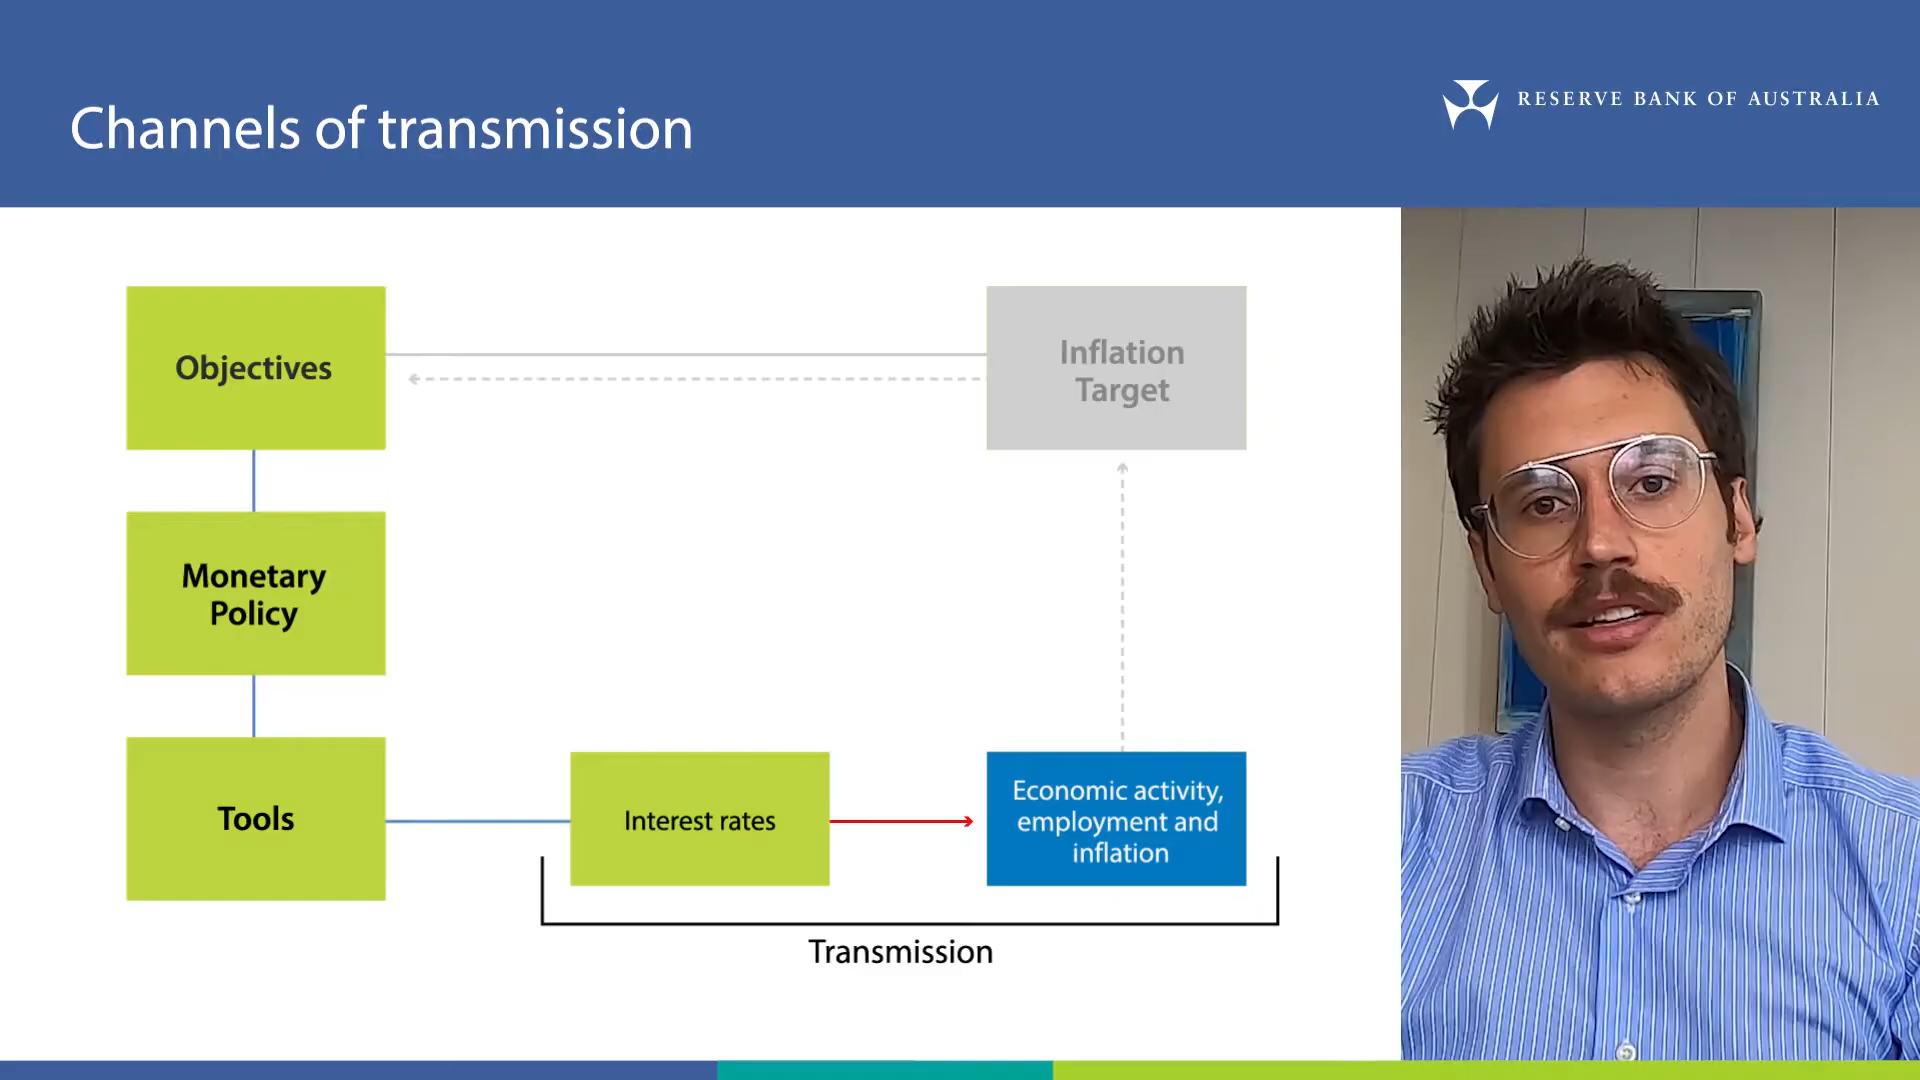 Channels of transmission
RESERVE BANK OF AUSTRALIA
Objectives
Inflation
Target
Monetary
Policy
Tools
Interest rates
Economic activity,
employment and
inflation
Transmission